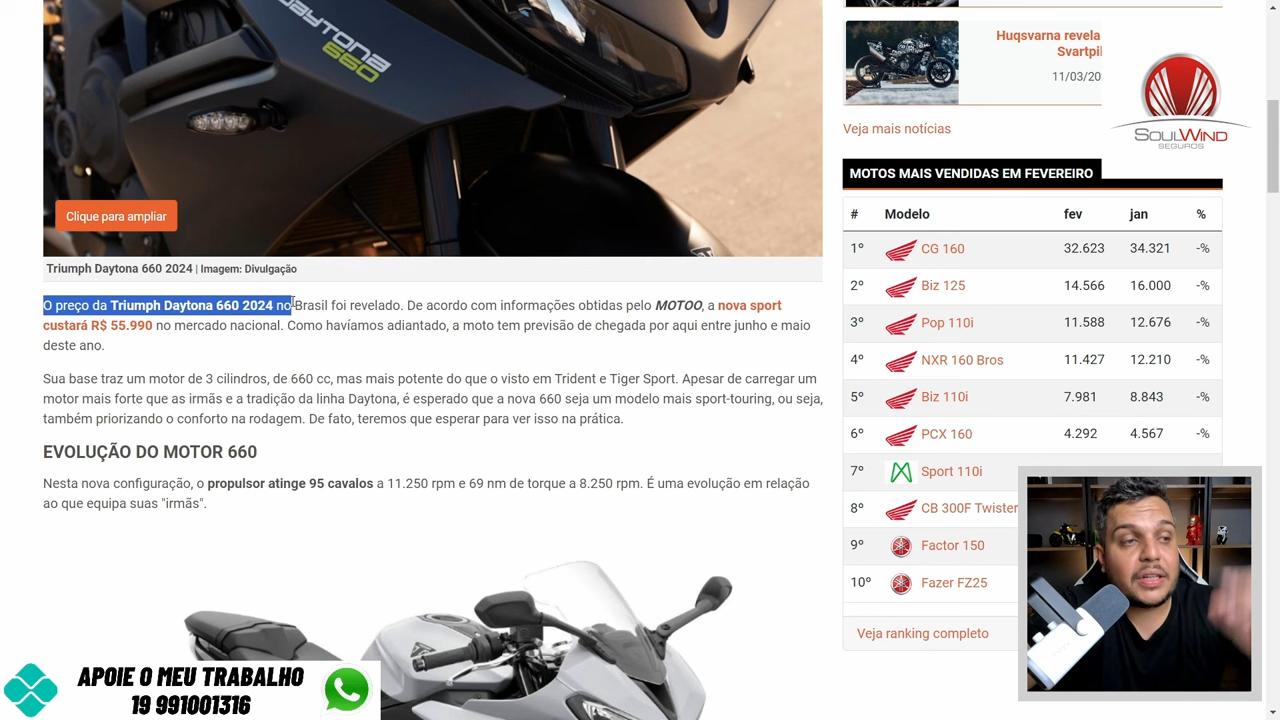 DAYTONA
660
Clique para ampliar
Triumph Daytona 660 2024 | Imagem: Divulgação
O preço da Triumph Daytona 660 2024 no Brasil foi revelado. De acordo com informações obtidas pelo MOTOO, a nova sport
custará R$ 55.990 no mercado nacional. Como havíamos adiantado, a moto tem previsão de chegada por aqui entre junho e maio
deste ano.
Sua base traz um motor de 3 cilindros, de 660 cc, mas mais potente do que o visto em Trident e Tiger Sport. Apesar de carregar um
motor mais forte que as irmãs e a tradição da linha Daytona, é esperado que a nova 660 seja um modelo mais sport-touring, ou seja,
também priorizando o conforto na rodagem. De fato, teremos que esperar para ver isso na prática.
EVOLUÇÃO DO MOTOR 660
Nesta nova configuração, o propulsor atinge 95 cavalos a 11.250 rpm e 69 nm de torque a 8.250 rpm. É uma evolução em relação
ao que equipa suas "irmãs".
APOIE O MEU TRABALHO
19 991001316
Huqsvarna revela
Svartpil
11/03/20
Veja mais notícias
SOULWIND
SEGUROS
MOTOS MAIS VENDIDAS EM FEVEREIRO
# Modelo fev jan %
1º CG 160 32.623 34.321 -%
2º Biz 125 14.566 16.000 -%
3º Pop 110i 11.588 12.676 -%
4º NXR 160 Bros 11.427 12.210 -%
5º Biz 110i 7.981 8.843 -%
6º PCX 160 4.292 4.567 -%
7º Sport 110i
8º CB 300F Twister
9º Factor 150
10º Fazer FZ25
Veja ranking completo